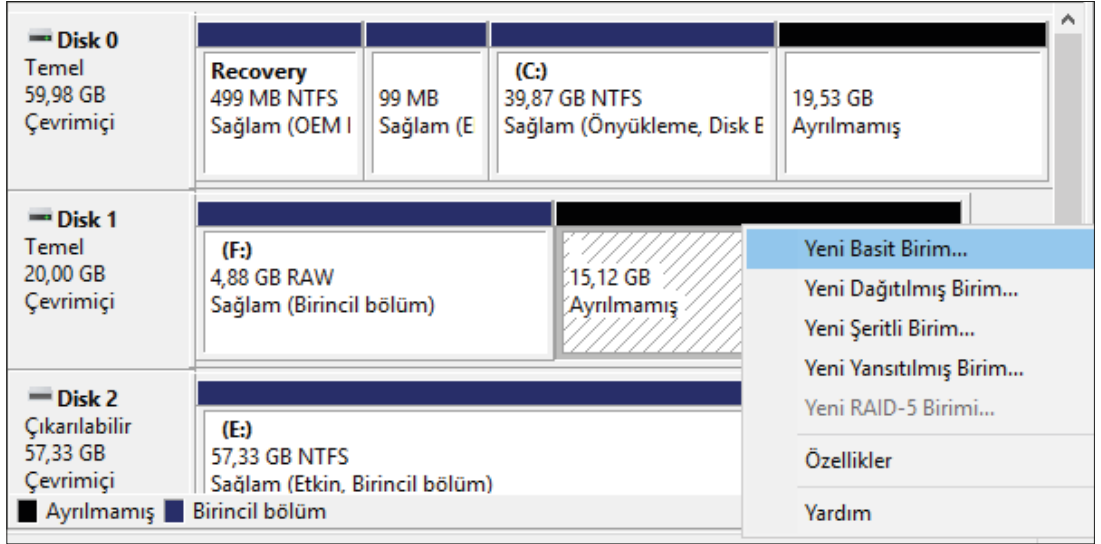 Disk 0
Temel
59,98 GB
Çevrimiçi
Recovery
499 MB NTFS
Sağlam (OEM
99 MB
Sağlam (E
(C:)
39,87 GB NTFS
Sağlam (Önyükleme, Disk
19,53 GB
Ayrılmamış
Disk 1
Temel
20,00 GB
Çevrimiçi
(F:)
4,88 GB RAW
Sağlam (Birincil bölüm)
15,12 GB
Ayrılmamış
Yeni Basit Birim...
Yeni Dağıtılmış Birim...
Yeni Şeritli Birim...
Yeni Yansıtılmış Birim...
Yeni RAID-5 Birimi...
Özellikler
Yardım
Disk 2
Çıkarılabilir
57,33 GB
Çevrimiçi
(E:)
57,33 GB NTFS
Sağlam (Etkin, Birincil bölüm)
Ayrılmamış
Birincil bölüm